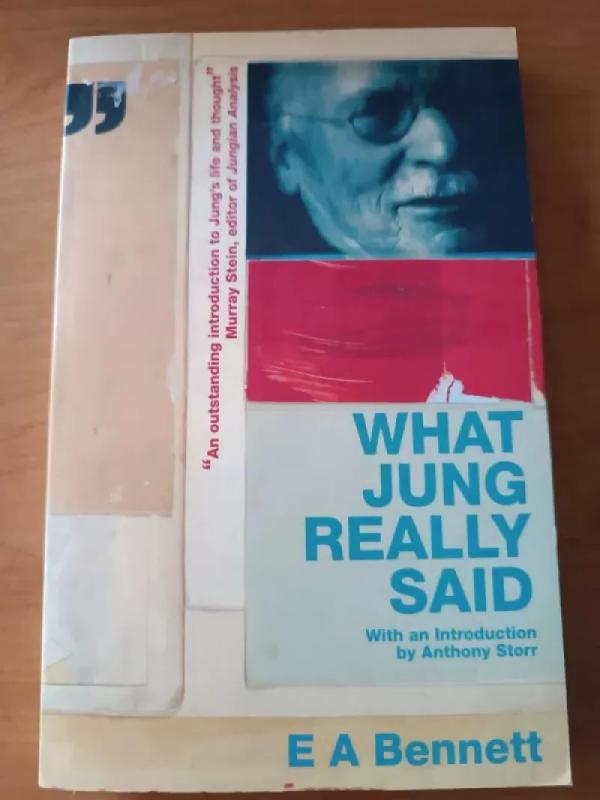 ”
“An outstanding introduction to Jung's life and thought”
Murray Stein, editor of Jungian Analysis
WHAT
JUNG
REALLY
SAID
With an Introduction
by Anthony Storr
E A Bennett